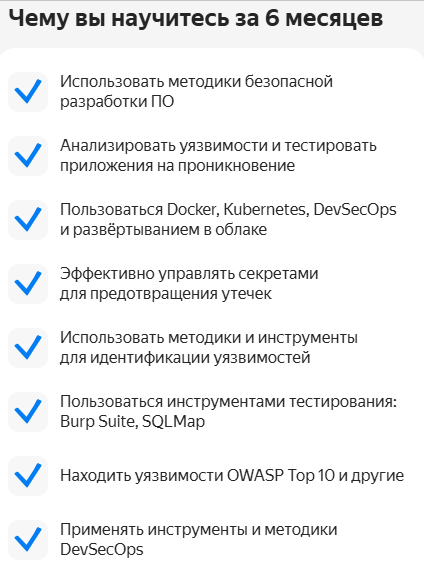 Чему вы научитесь за 6 месяцев
Использовать методики безопасной
разработки ПО
Анализировать уязвимости и тестировать
приложения на проникновение
Пользоваться Docker, Kubernetes, DevSecOps
и развёртыванием в облаке
Эффективно управлять секретами
для предотвращения утечек
Использовать методики и инструменты
для идентификации уязвимостей
Пользоваться инструментами тестирования:
Burp Suite, SQLMap
Находить уязвимости OWASP Top 10 и другие
Применять инструменты и методики
DevSecOps